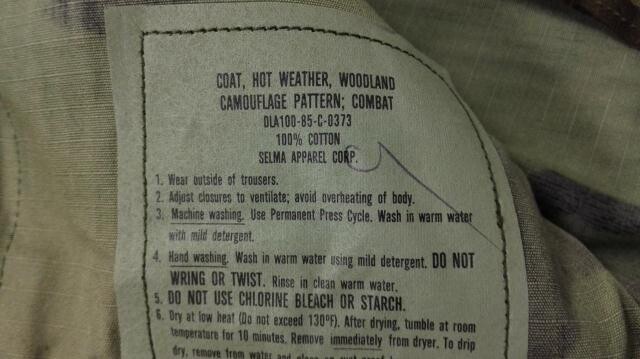 COAT, HOT WEATHER, WOODLAND
CAMOUFLAGE PATTERN; COMBAT
DLA100-85-C-0373
100% COTTON
SELMA APPAREL CORP.
1. Wear outside of trousers.
2. Adjust closures to ventilate; avoid overheating of body.
3. Machine washing. Use Permanent Press Cycle. Wash in warm water
with mild detergent.
4. Hand washing. Wash in warm water using mild detergent. DO NOT
WRING OR TWIST. Rinse in clean warm water.
5. DO NOT USE CHLORINE BLEACH OR STARCH.
6. Dry at low heat (Do not exceed 130°F). After drying, tumble at room
temperature for 10 minutes. Remove immediately from dryer. To drip
dry, remove from water and